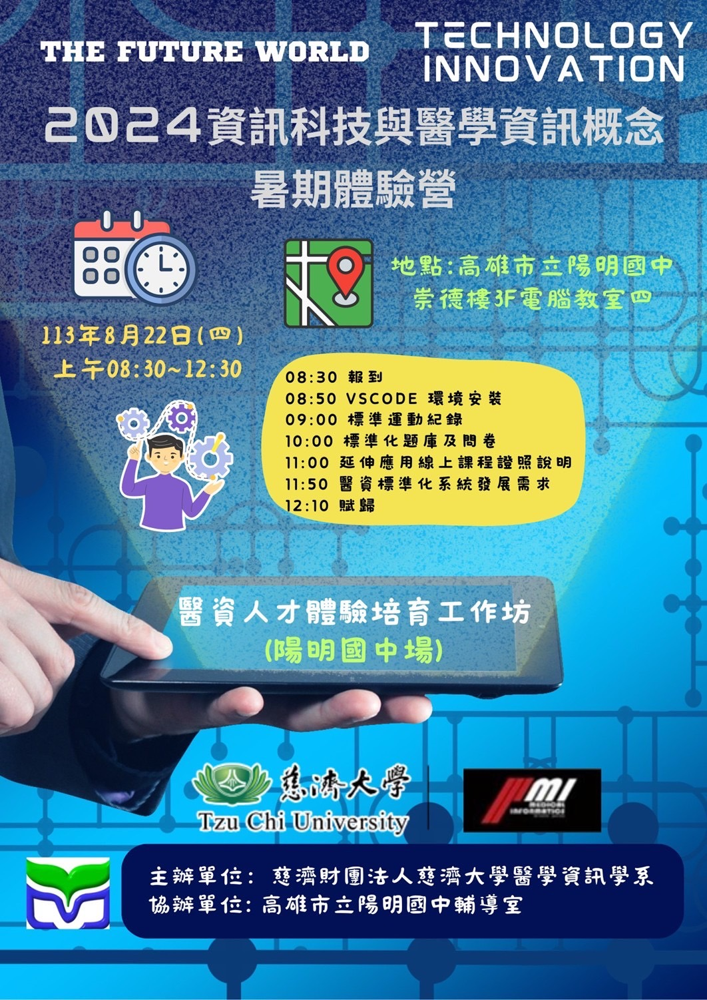 THE FUTURE WORLD
TECHNOLOGY
INNOVATION
2024資訊科技與醫學資訊概念
暑期體驗營
地點:高雄市立陽明國中
崇德樓3F電腦教室四
113年8月22日(四)
上午08:30~12:30
08:30 報到
08:50 VSCODE 環境安裝
09:00 標準運動紀錄
10:00 標準化題庫及問卷
11:00 延伸應用線上課程證照說明
11:50 醫資標準化系統發展需求
12:10 賦歸
醫資人才體驗培育工作坊
(陽明國中場)
慈濟大學
Tzu Chi University
MI
MEDICAL
INFORMATICS
主辦單位: 慈濟財團法人慈濟大學醫學資訊學系
協辦單位: 高雄市立陽明國中輔導室